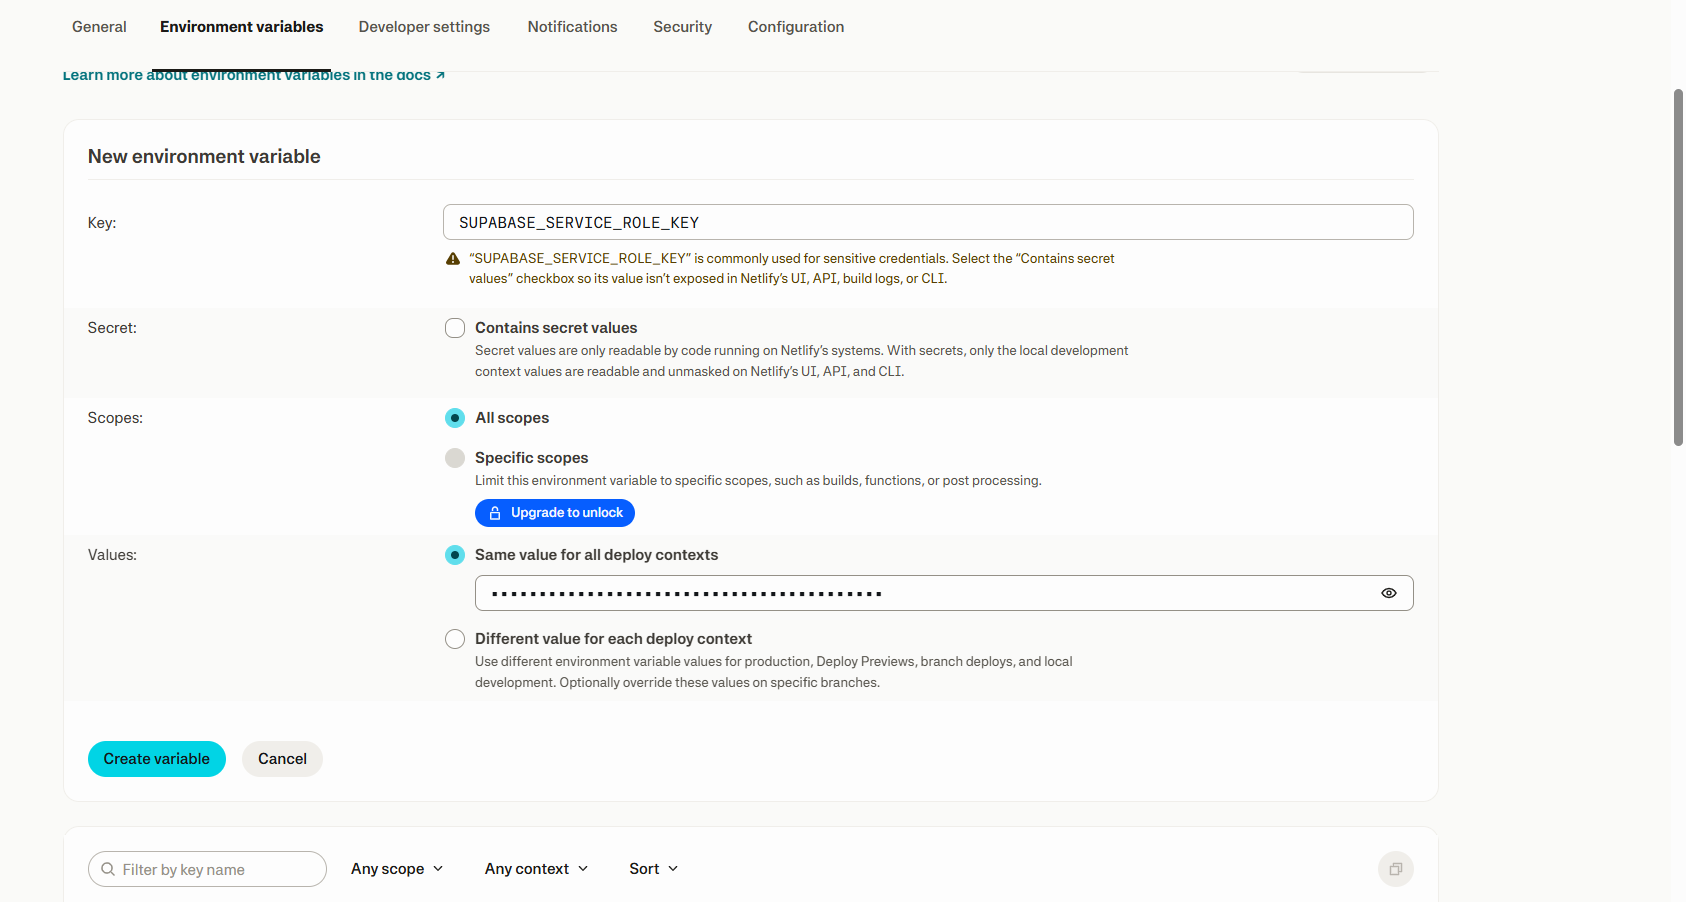 General Environment variables Developer settings Notifications Security Configuration
Learn more about environment variables in the docs ↗
New environment variable
Key:
SUPABASE_SERVICE_ROLE_KEY
“SUPABASE_SERVICE_ROLE_KEY” is commonly used for sensitive credentials. Select the “Contains secret
values” checkbox so its value isn’t exposed in Netlify’s UI, API, build logs, or CLI.
Secret:
Contains secret values
Secret values are only readable by code running on Netlify’s systems. With secrets, only the local development
context values are readable and unmasked on Netlify’s UI, API, and CLI.
Scopes:
All scopes
Specific scopes
Limit this environment variable to specific scopes, such as builds, functions, or post processing.
Upgrade to unlock
Values:
Same value for all deploy contexts
Different value for each deploy context
Use different environment variable values for production, Deploy Previews, branch deploys, and local
development. Optionally override these values on specific branches.
Create variable Cancel
Filter by key name Any scope Any context Sort